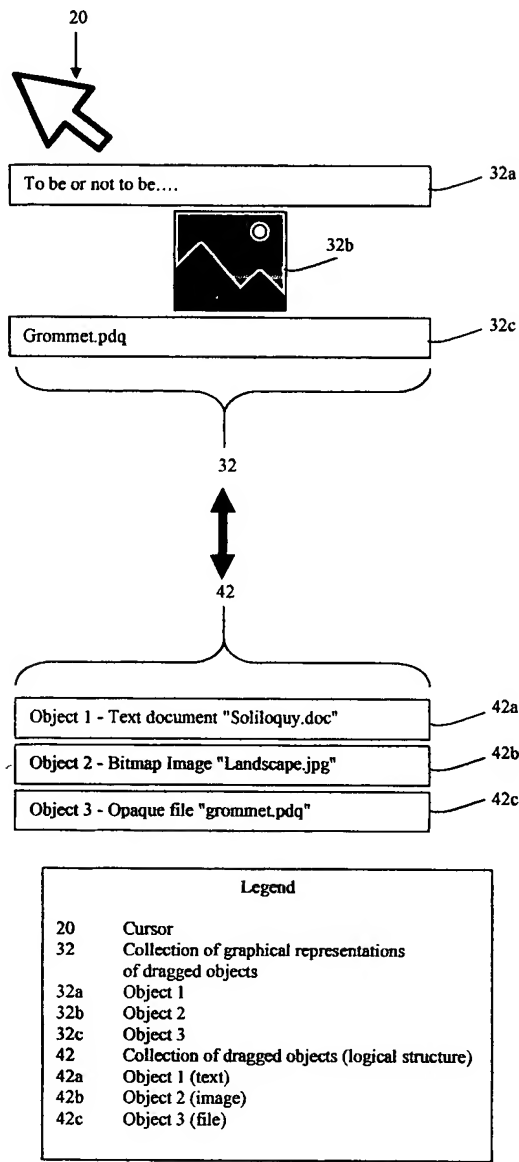 20
To be or not to be....
32a
32b
Grommet.pdq
32c
32
42
Object 1 - Text document "Soliloquy.doc"
42a
Object 2 - Bitmap Image "Landscape.jpg"
42b
Object 3 - Opaque file "grommet.pdq"
42c
Legend
20 Cursor
32 Collection of graphical representations
of dragged objects
32a Object 1
32b Object 2
32c Object 3
42 Collection of dragged objects (logical structure)
42a Object 1 (text)
42b Object 2 (image)
42c Object 3 (file)